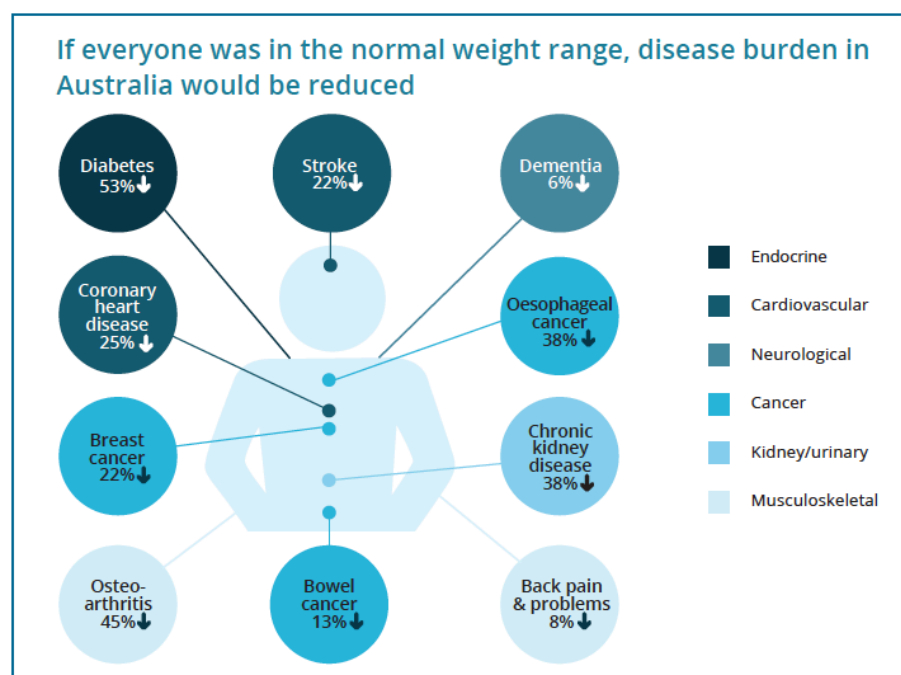 If everyone was in the normal weight range, disease burden in
Australia would be reduced
Diabetes
53%
Stroke
22%
Dementia
6%
Coronary
heart
disease
25%
Oesophageal
cancer
38%
Breast
cancer
22%
Chronic
kidney
disease
38%
Osteo-
arthritis
45%
Bowel
cancer
13%
Back pain
& problems
8%
Endocrine
Cardiovascular
Neurological
Cancer
Kidney/urinary
Musculoskeletal